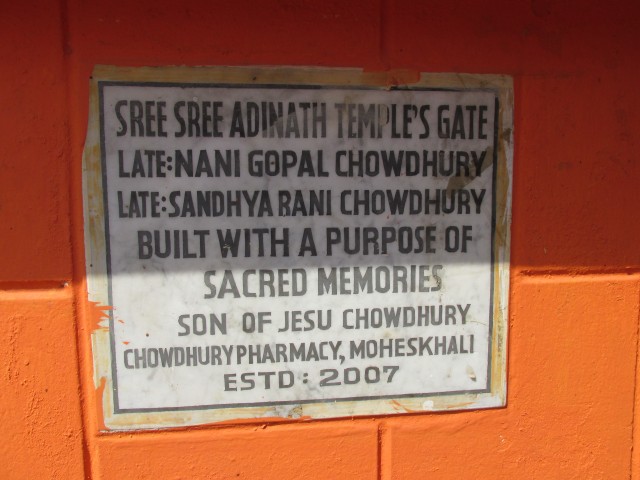 SREE SREE ADINATH TEMPLE'S GATE
LATE:NANI GOPAL CHOWDHURY
LATE:SANDHYA RANI CHOWDHURY
BUILT WITH A PURPOSE OF
SACRED MEMORIES
SON OF JESU CHOWDHURY
CHOWDHURY PHARMACY, MOHESKHALI
ESTD: 2007